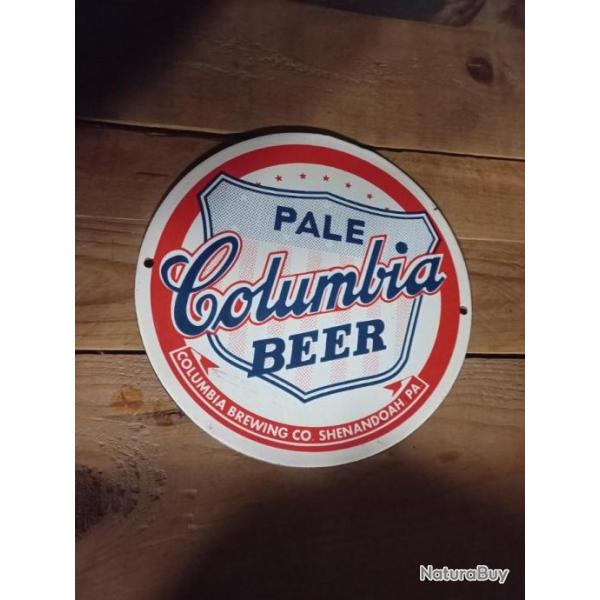 PALE
Columbia
BEER
COLUMBIA BREWING CO. SHENANDOAH PA.
NaturaBuy